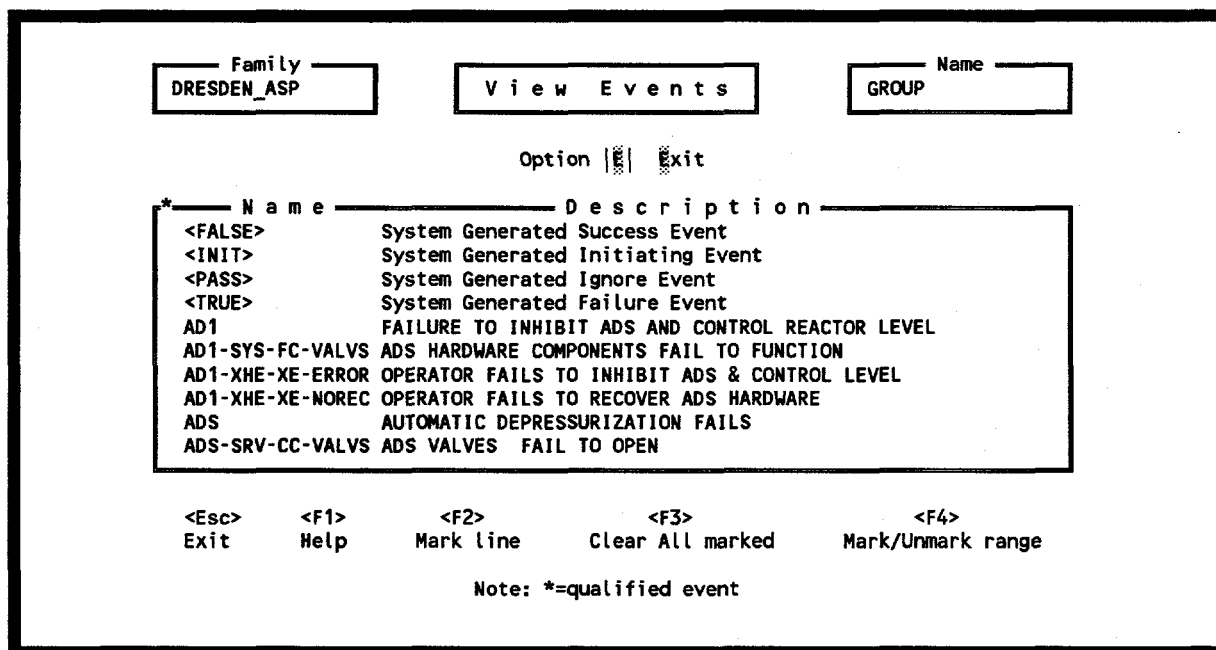 Family
DRESDEN_ASP
View Events
Name
GROUP
Option |E| Exit
* Name Description
<FALSE> System Generated Success Event
<INIT> System Generated Initiating Event
<PASS> System Generated Ignore Event
<TRUE> System Generated Failure Event
AD1 FAILURE TO INHIBIT ADS AND CONTROL REACTOR LEVEL
AD1-SYS-FC-VALVS ADS HARDWARE COMPONENTS FAIL TO FUNCTION
AD1-XHE-XE-ERROR OPERATOR FAILS TO INHIBIT ADS & CONTROL LEVEL
AD1-XHE-XE-NOREC OPERATOR FAILS TO RECOVER ADS HARDWARE
ADS AUTOMATIC DEPRESSURIZATION FAILS
ADS-SRV-CC-VALVS ADS VALVES FAIL TO OPEN
<Esc> <F1> <F2> <F3> <F4>
Exit Help Mark line Clear All marked Mark/Unmark range
Note: *=qualified event